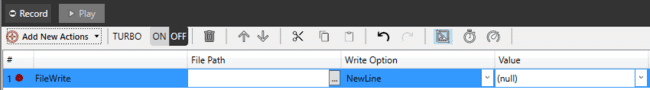 Record Play
Add New Actions TURBO ON OFF
# File Path Write Option Value
1 FileWrite ... NewLine (null)